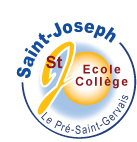 Saint-Joseph
St J
Ecole
Collège
Le Pré-Saint-Gervais